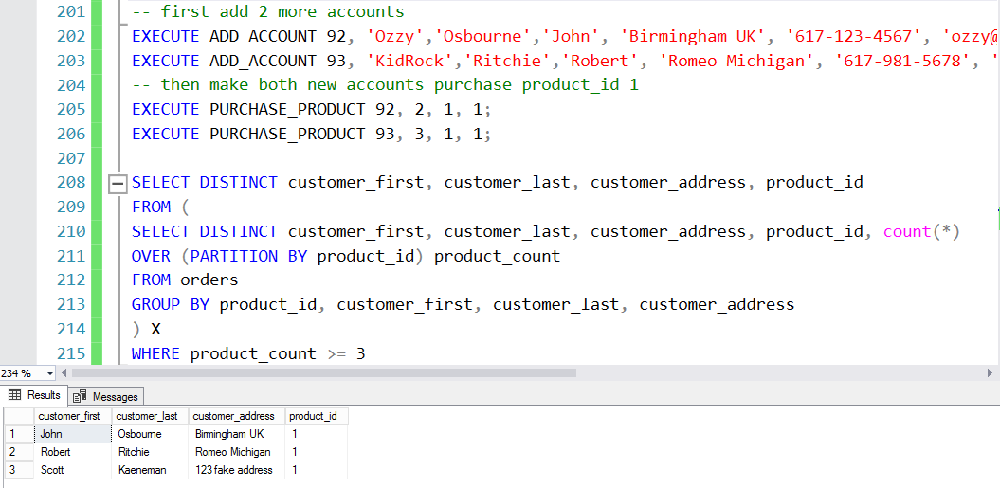 201 -- first add 2 more accounts
202 EXECUTE ADD_ACCOUNT 92, 'Ozzy','Osbourne','John', 'Birmingham UK', '617-123-4567', 'ozzy@
203 EXECUTE ADD_ACCOUNT 93, 'KidRock','Ritchie','Robert', 'Romeo Michigan', '617-981-5678', '
204 -- then make both new accounts purchase product_id 1
205 EXECUTE PURCHASE_PRODUCT 92, 2, 1, 1;
206 EXECUTE PURCHASE_PRODUCT 93, 3, 1, 1;
207
208 SELECT DISTINCT customer_first, customer_last, customer_address, product_id
209 FROM (
210 SELECT DISTINCT customer_first, customer_last, customer_address, product_id, count(*)
211 OVER (PARTITION BY product_id) product_count
212 FROM orders
213 GROUP BY product_id, customer_first, customer_last, customer_address
214 ) X
215 WHERE product_count >= 3
234 %
Results Messages
customer_first customer_last customer_address product_id
1 John Osbourne Birmingham UK 1
2 Robert Ritchie Romeo Michigan 1
3 Scott Kaeneman 123 fake address 1